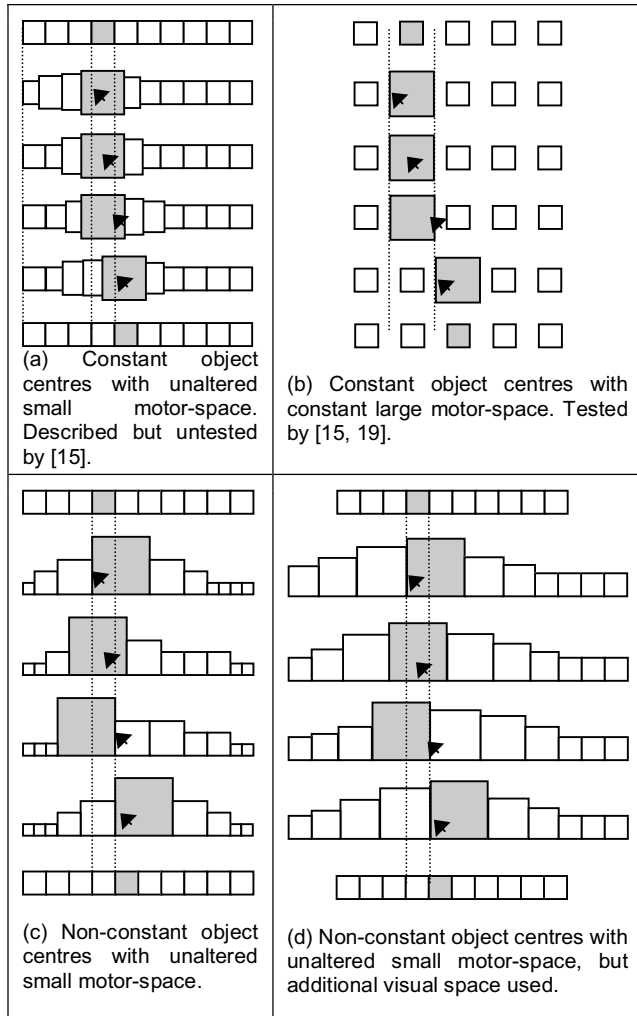 (a) Constant object
centres with unaltered
small motor-space.
Described but untested
by [15].
(b) Constant object centres with
constant large motor-space. Tested
by [15, 19].
(c) Non-constant object
centres with unaltered
small motor-space.
(d) Non-constant object centres with
unaltered small motor-space, but
additional visual space used.